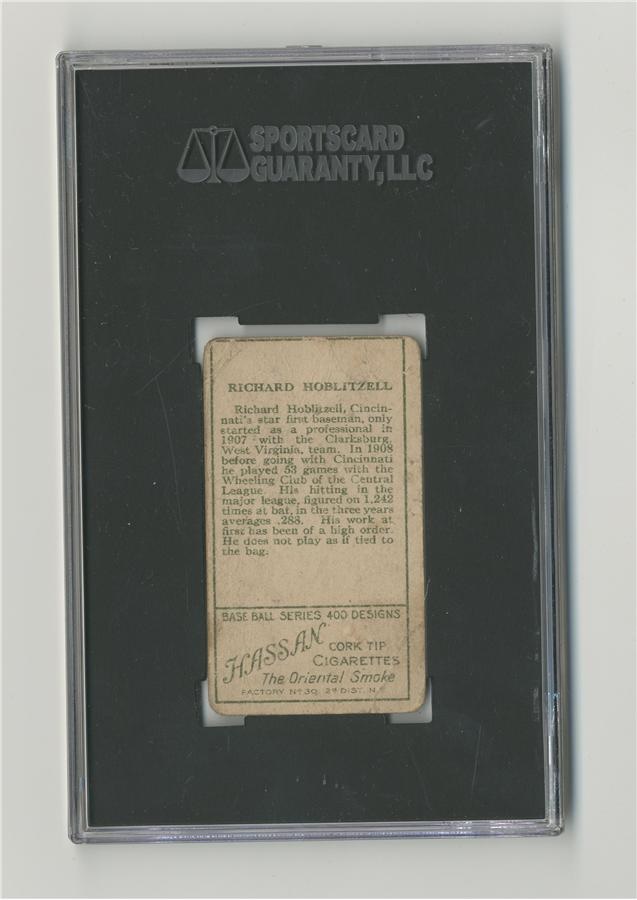 SPORTSCARD
GUARANTY, LLC
RICHARD HOBLITZELL
Richard Hoblitzell, Cincin-
nati's star first baseman, only
started as a professional in
1907 with the Clarksburg,
West Virginia, team. In 1908
before going with Cincinnati
he played 53 games with the
Wheeling Club of the Central
League. His hitting in the
major league, figured on 1,242
times at bat, in the three years
averages .288. His work at
first has been of a high order.
He does not play as if tied to
the bag.
BASE BALL SERIES 400 DESIGNS
HASSAN
CORK TIP
CIGARETTES
The Oriental Smoke
FACTORY Nº 30, 2ᵈ DIST. N.Y.